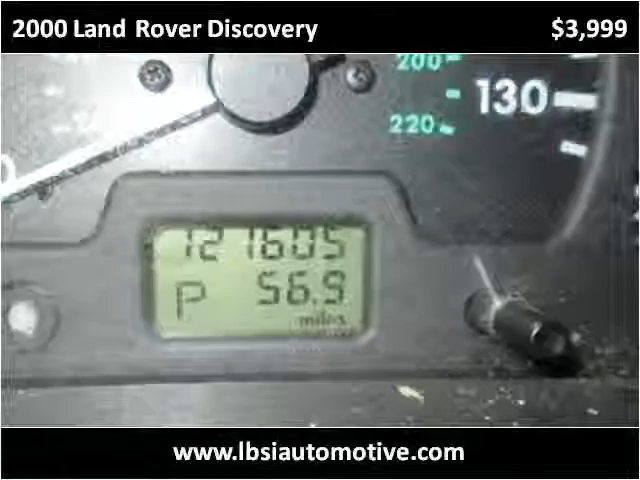 2000 Land Rover Discovery $3,999
200
130
220
121605
P 56.9
miles
www.lbsiautomotive.com